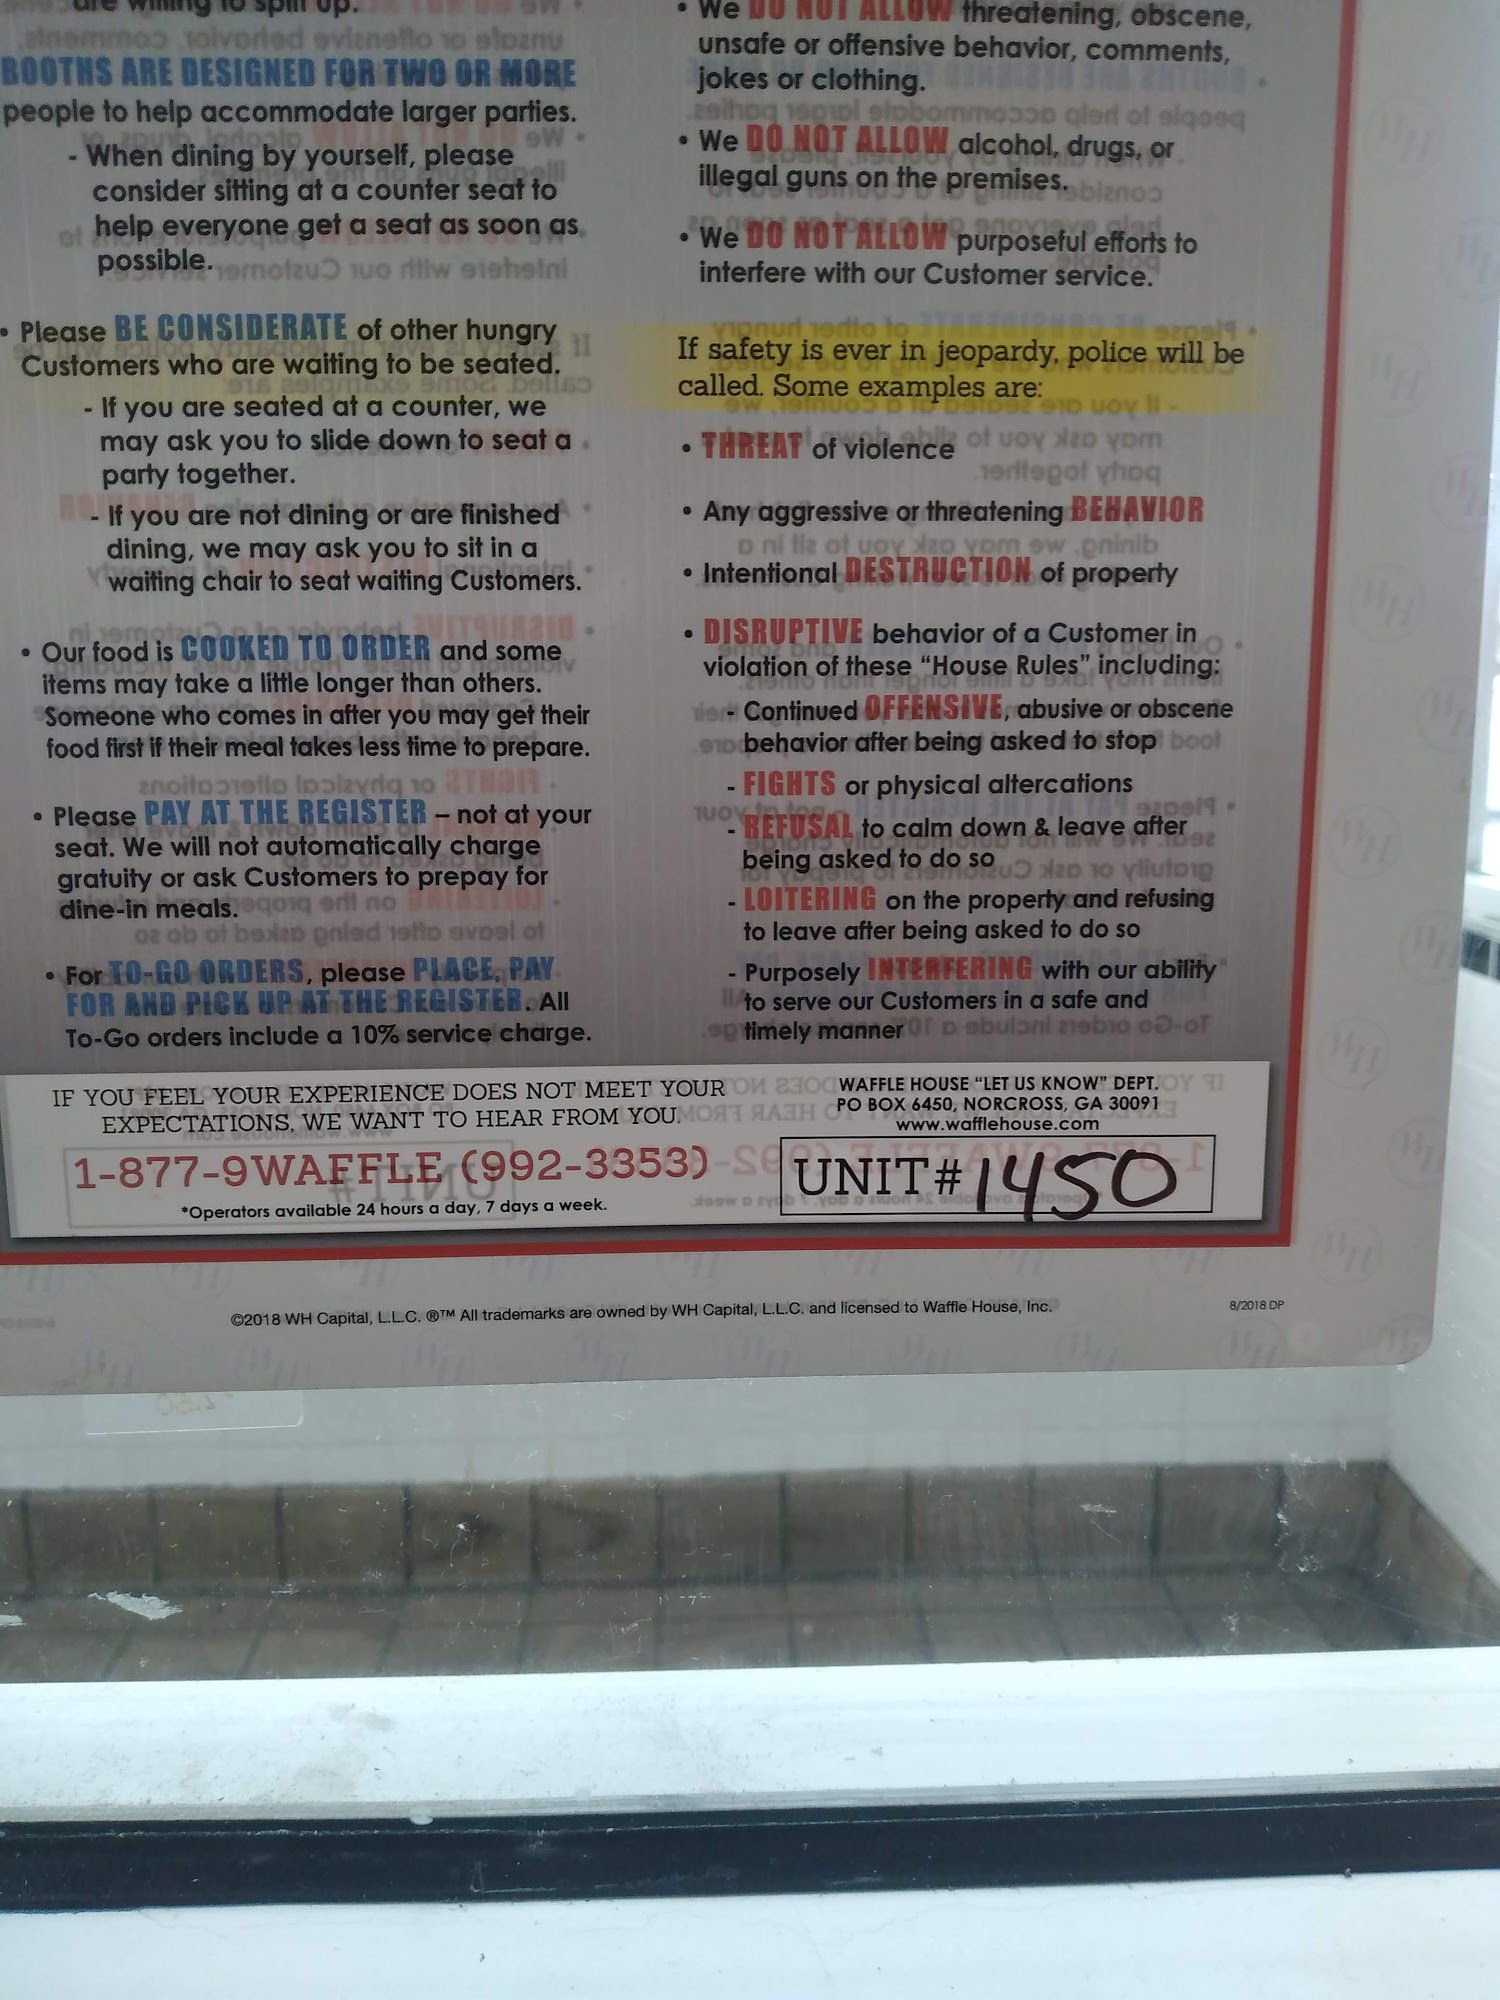 are willing to split up.
BOOTHS ARE DESIGNED FOR TWO OR MORE
people to help accommodate larger parties.
- When dining by yourself, please
consider sitting at a counter seat to
help everyone get a seat as soon as
possible.
• Please BE CONSIDERATE of other hungry
Customers who are waiting to be seated.
- If you are seated at a counter, we
may ask you to slide down to seat a
party together.
- If you are not dining or are finished
dining, we may ask you to sit in a
waiting chair to seat waiting Customers.
• Our food is COOKED TO ORDER and some
items may take a little longer than others.
Someone who comes in after you may get their
food first if their meal takes less time to prepare.
• Please PAY AT THE REGISTER – not at your
seat. We will not automatically charge
gratuity or ask Customers to prepay for
dine-in meals.
• For TO-GO ORDERS, please PLACE, PAY
FOR AND PICK UP AT THE REGISTER. All
To-Go orders include a 10% service charge.
• We DO NOT ALLOW threatening, obscene,
unsafe or offensive behavior, comments,
jokes or clothing.
• We DO NOT ALLOW alcohol, drugs, or
illegal guns on the premises.
• We DO NOT ALLOW purposeful efforts to
interfere with our Customer service.
If safety is ever in jeopardy, police will be
called. Some examples are:
• THREAT of violence
• Any aggressive or threatening BEHAVIOR
• Intentional DESTRUCTION of property
• DISRUPTIVE behavior of a Customer in
violation of these “House Rules” including:
- Continued OFFENSIVE, abusive or obscene
behavior after being asked to stop
- FIGHTS or physical altercations
- REFUSAL to calm down & leave after
being asked to do so
- LOITERING on the property and refusing
to leave after being asked to do so
- Purposely INTERFERING with our ability
to serve our Customers in a safe and
timely manner
IF YOU FEEL YOUR EXPERIENCE DOES NOT MEET YOUR
EXPECTATIONS, WE WANT TO HEAR FROM YOU.
1-877-9WAFFLE (992-3353)
*Operators available 24 hours a day, 7 days a week.
WAFFLE HOUSE “LET US KNOW” DEPT.
PO BOX 6450, NORCROSS, GA 30091
www.wafflehouse.com
UNIT# 1450
©2018 WH Capital, L.L.C. ®™ All trademarks are owned by WH Capital, L.L.C. and licensed to Waffle House, Inc.
8/2018 DP